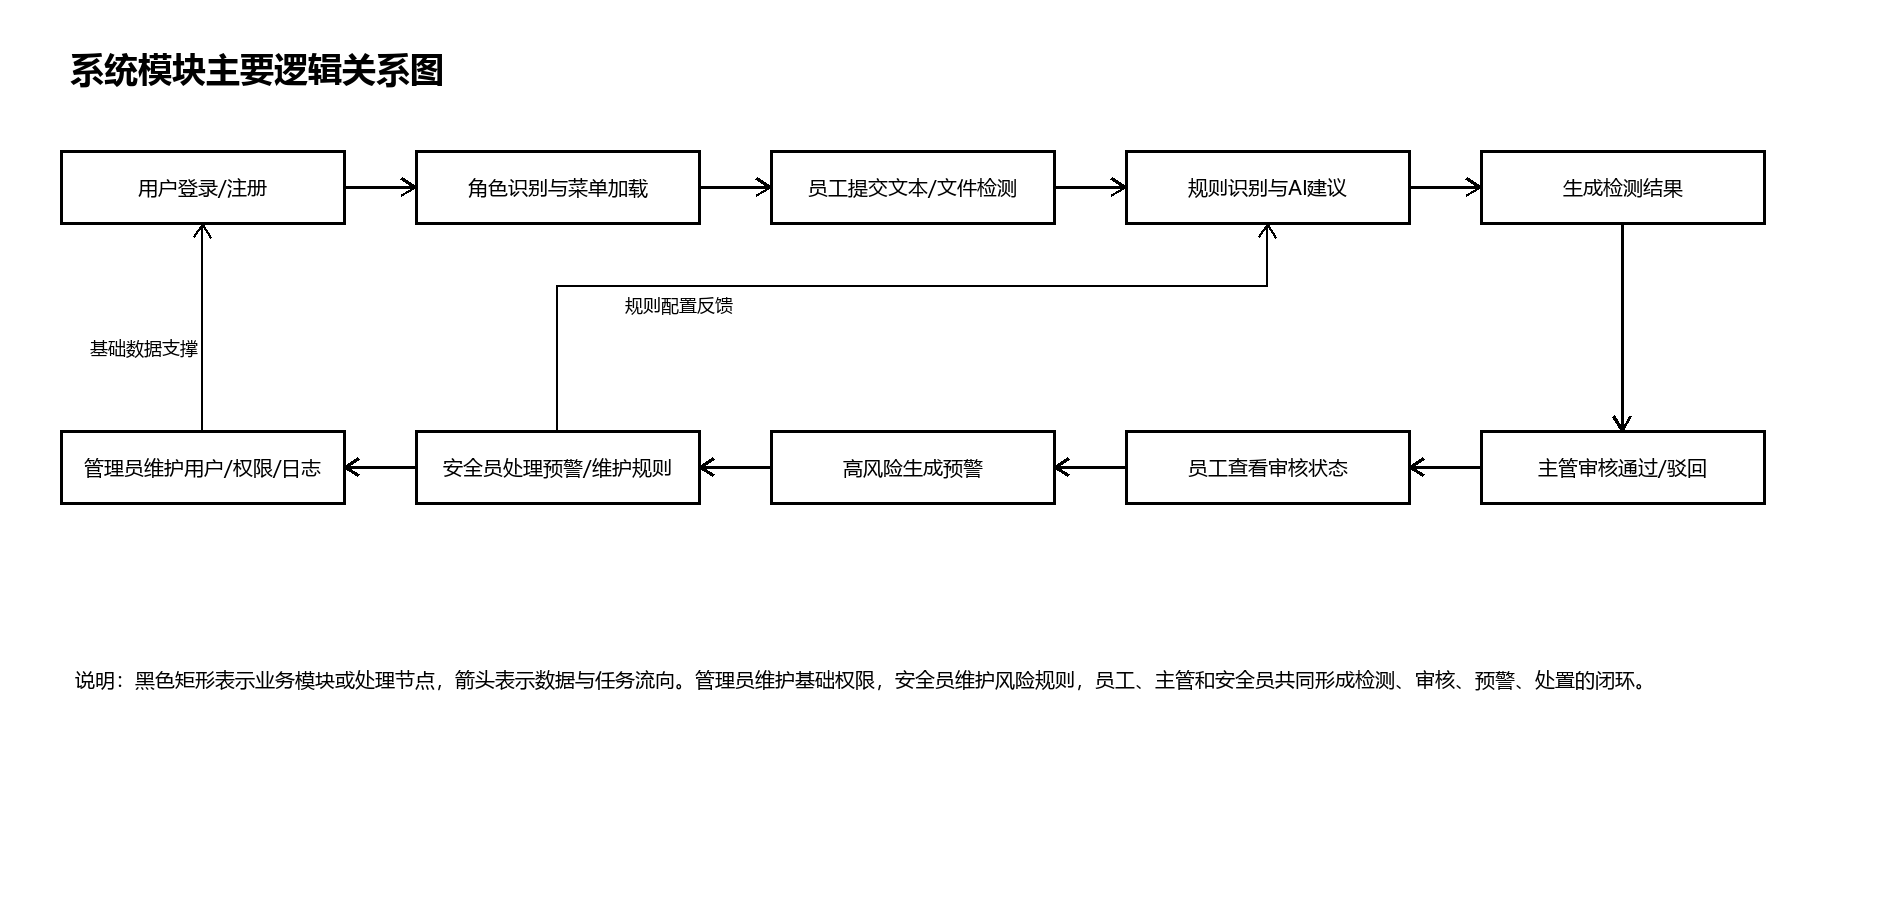 系统模块主要逻辑关系图
用户登录/注册
角色识别与菜单加载
员工提交文本/文件检测
规则识别与AI建议
生成检测结果
规则配置反馈
基础数据支撑
管理员维护用户/权限/日志
安全员处理预警/维护规则
高风险生成预警
员工查看审核状态
主管审核通过/驳回
说明：黑色矩形表示业务模块或处理节点，箭头表示数据与任务流向。管理员维护基础权限，安全员维护风险规则，员工、主管和安全员共同形成检测、审核、预警、处置的闭环。